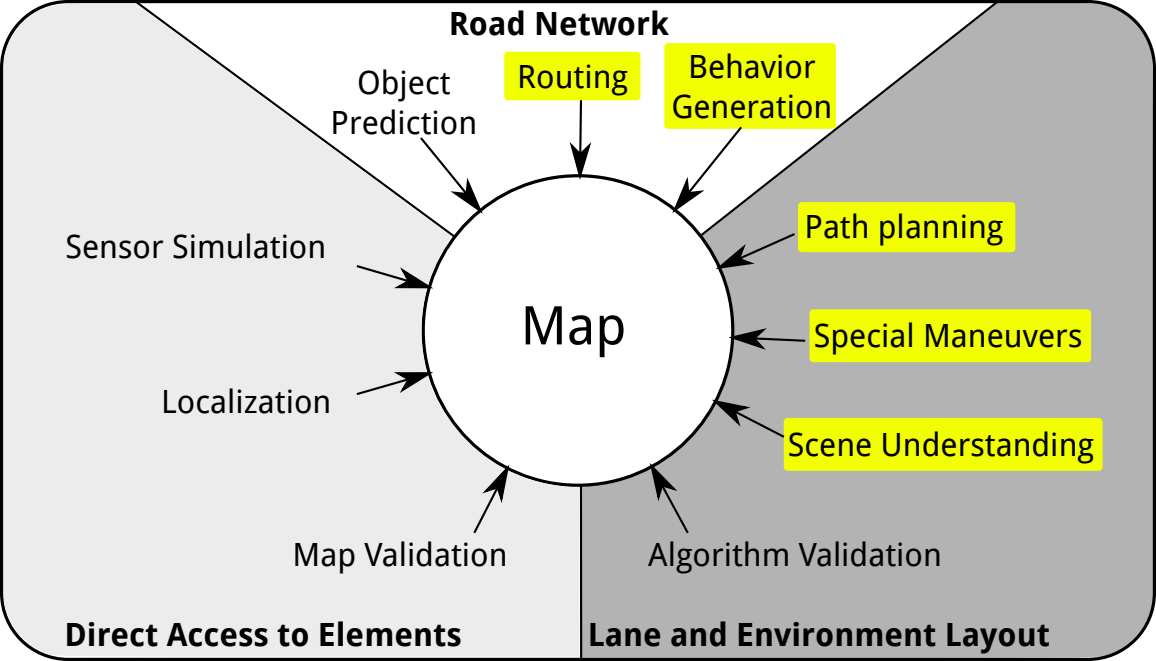 Road Network
Object
Prediction
Routing
Behavior
Generation
Path planning
Sensor Simulation
Map
Special Maneuvers
Localization
Scene Understanding
Map Validation
Algorithm Validation
Direct Access to Elements
Lane and Environment Layout